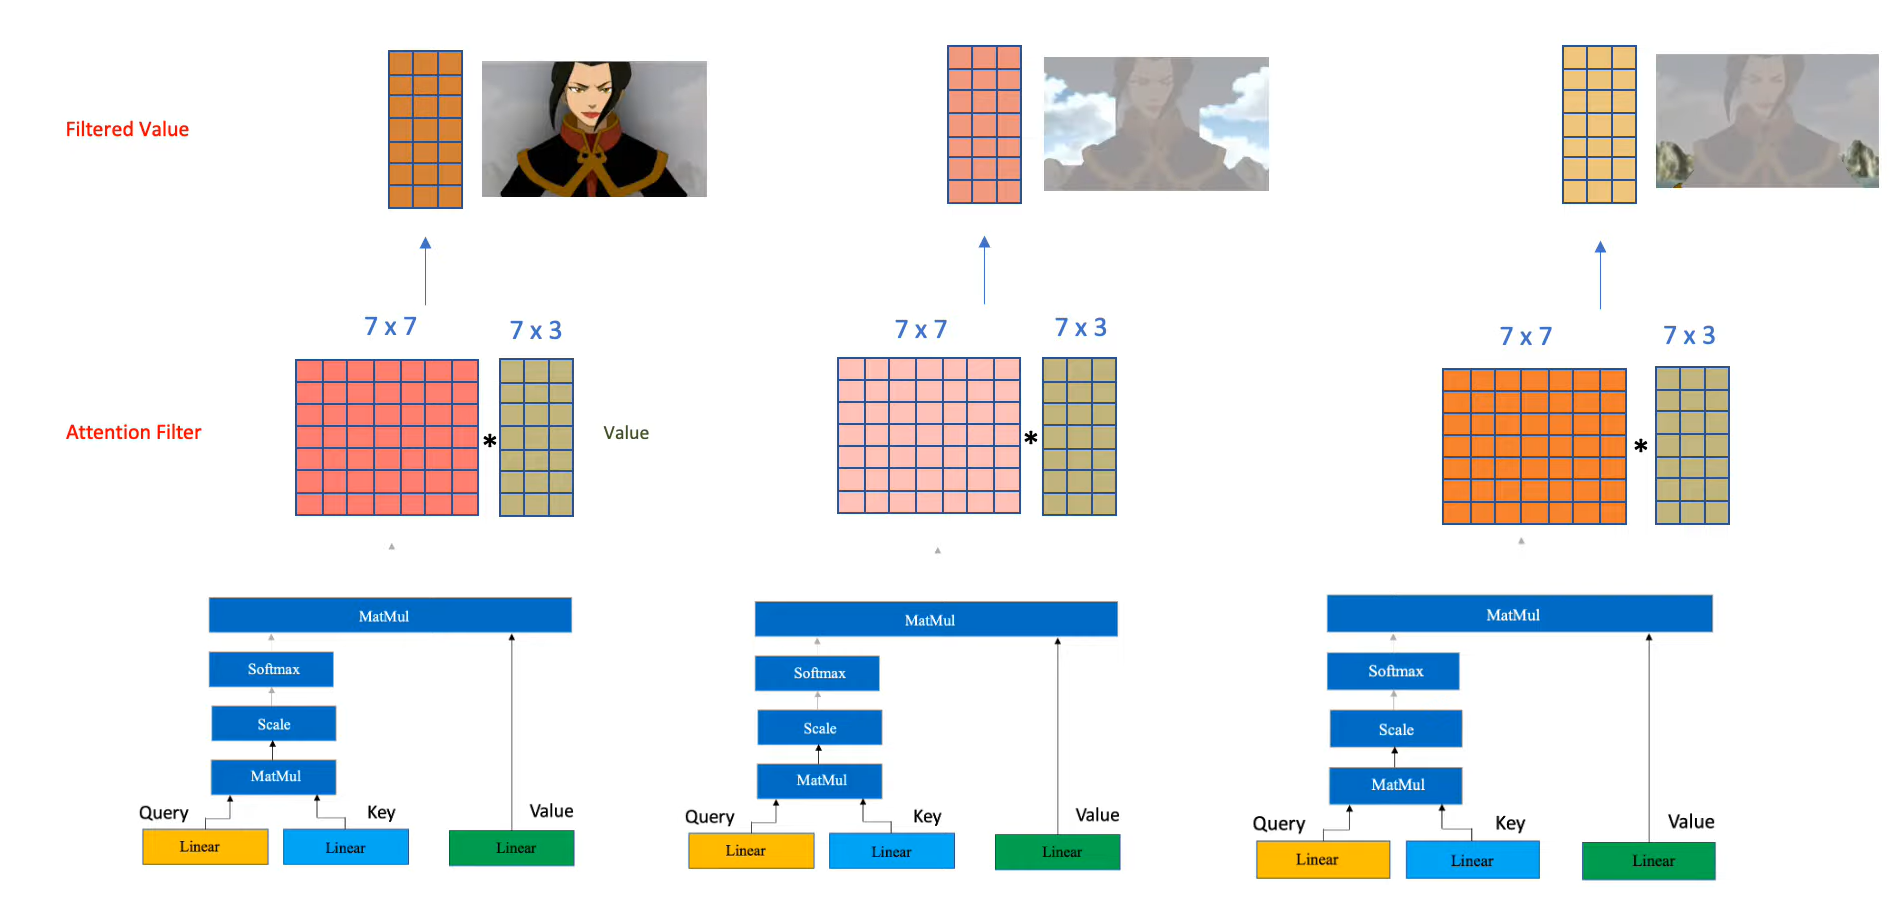 Filtered Value
7 x 7
7 x 3
7 x 7
7 x 3
7 x 7
7 x 3
Attention Filter
*
Value
*
*
MatMul
Softmax
Scale
MatMul
Query
Key
Value
Linear
Linear
Linear
MatMul
Softmax
Scale
MatMul
Query
Key
Value
Linear
Linear
Linear
MatMul
Softmax
Scale
MatMul
Query
Key
Value
Linear
Linear
Linear